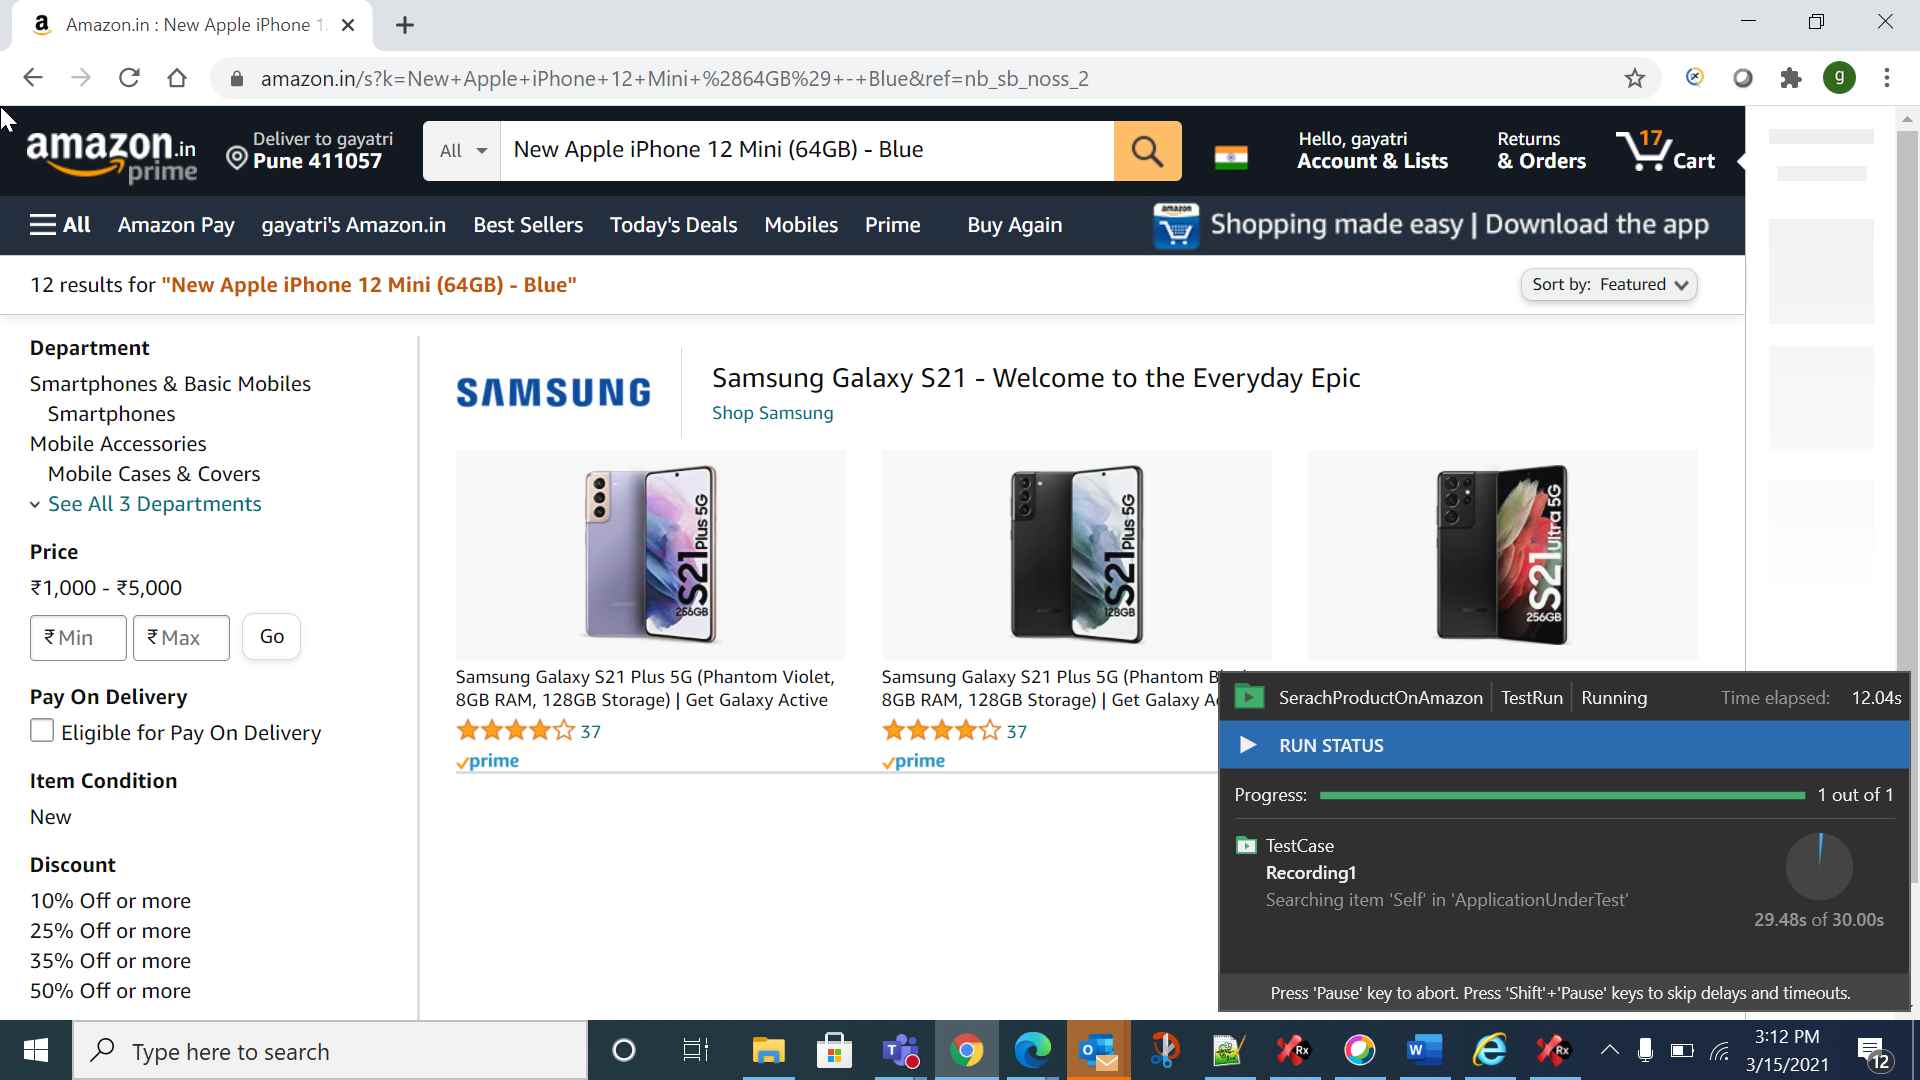 Amazon.in : New Apple iPhone 1
amazon.in/s?k=New+Apple+iPhone+12+Mini+%2864GB%29+-+Blue&ref=nb_sb_noss_2
g
amazon.in
prime
Deliver to gayatri
Pune 411057
All
New Apple iPhone 12 Mini (64GB) - Blue
Hello, gayatri
Account & Lists
Returns
& Orders
17
Cart
All
Amazon Pay
gayatri's Amazon.in
Best Sellers
Today's Deals
Mobiles
Prime
Buy Again
amazon
Shopping made easy | Download the app
12 results for "New Apple iPhone 12 Mini (64GB) - Blue"
Sort by: Featured
Department
Smartphones & Basic Mobiles
Smartphones
Mobile Accessories
Mobile Cases & Covers
See All 3 Departments
Price
₹1,000 - ₹5,000
₹ Min
₹ Max
Go
Pay On Delivery
Eligible for Pay On Delivery
Item Condition
New
Discount
10% Off or more
25% Off or more
35% Off or more
50% Off or more
SAMSUNG
Samsung Galaxy S21 - Welcome to the Everyday Epic
Shop Samsung
S21 Plus 5G
256GB
S21 Plus 5G
128GB
S21 Ultra 5G
256GB
Samsung Galaxy S21 Plus 5G (Phantom Violet,
8GB RAM, 128GB Storage) | Get Galaxy Active
37
prime
Samsung Galaxy S21 Plus 5G (Phantom
8GB RAM, 128GB Storage) | Get Galaxy
37
prime
SerachProductOnAmazon
TestRun
Running
Time elapsed: 12.04s
RUN STATUS
Progress:
1 out of 1
TestCase
Recording1
Searching item 'Self' in 'ApplicationUnderTest'
29.48s of 30.00s
Press 'Pause' key to abort. Press 'Shift'+'Pause' keys to skip delays and timeouts.
Type here to search
3:12 PM
3/15/2021
12